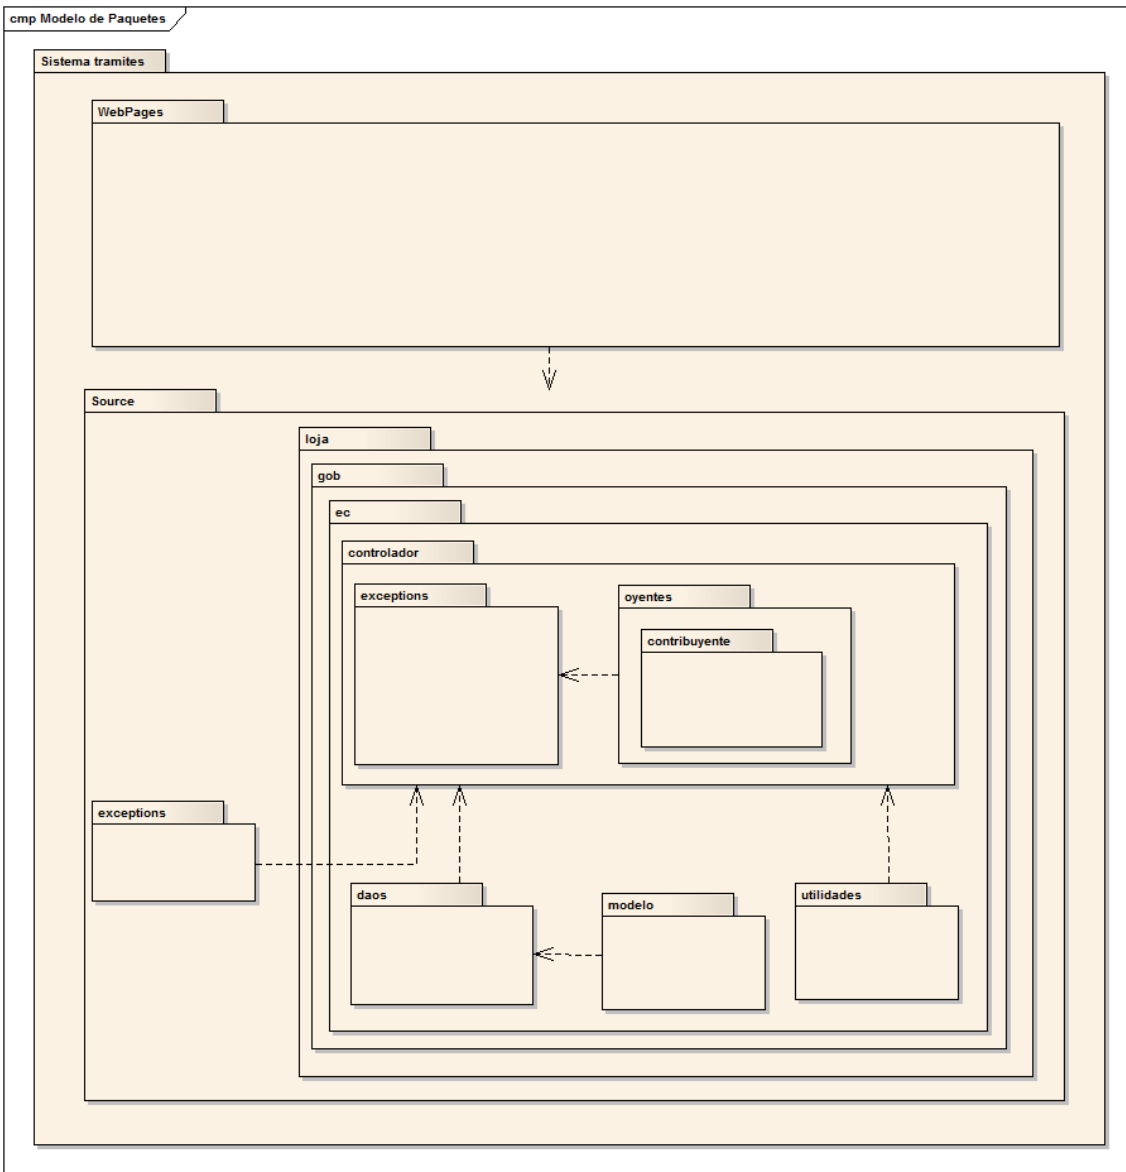 cmp Modelo de Paquetes
Sistema tramites
WebPages
Source
loja
gob
ec
controlador
exceptions
oyentes
contribuyente
exceptions
daos
modelo
utilidades